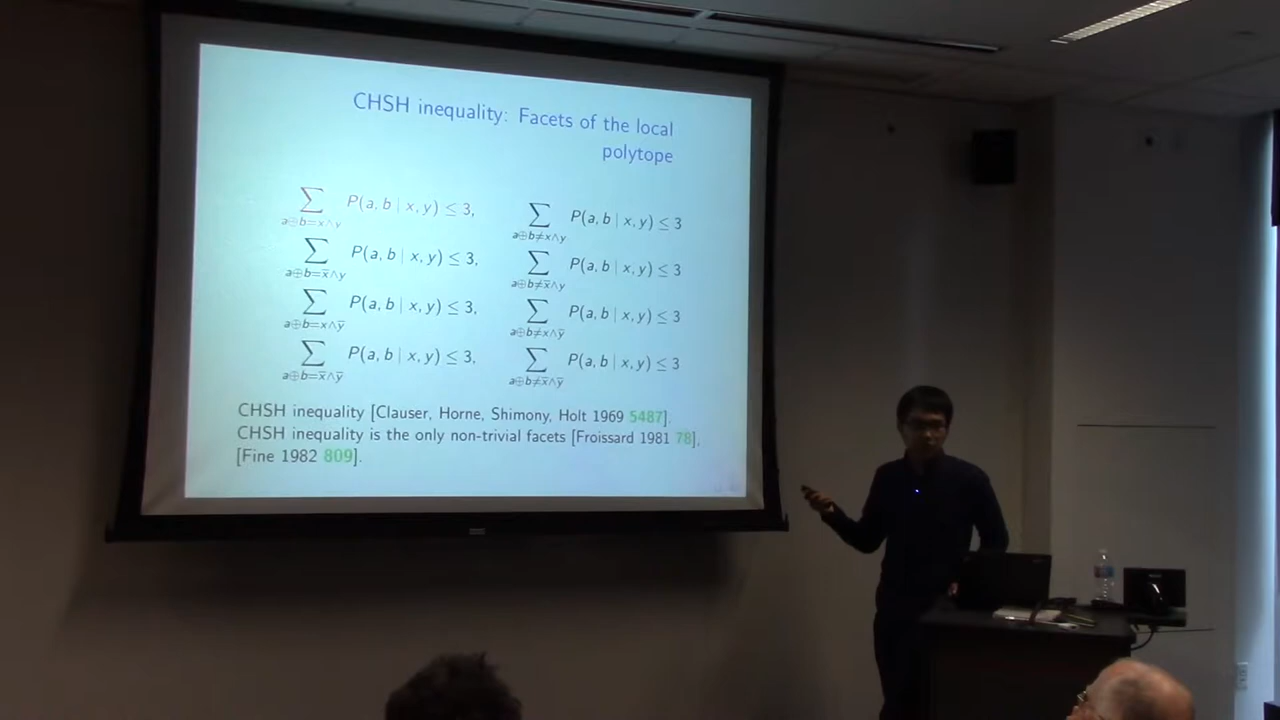 CHSH inequality: Facets of the local
polytope
∑ P(a, b | x, y) ≤ 3, ∑ P(a, b | x, y) ≤ 3
a⊕b=x∧y a⊕b≠x∧y
∑ P(a, b | x, y) ≤ 3, ∑ P(a, b | x, y) ≤ 3
a⊕b=x̅∧y a⊕b≠x̅∧y
∑ P(a, b | x, y) ≤ 3, ∑ P(a, b | x, y) ≤ 3
a⊕b=x∧y̅ a⊕b≠x∧y̅
∑ P(a, b | x, y) ≤ 3, ∑ P(a, b | x, y) ≤ 3
a⊕b=x̅∧y̅ a⊕b≠x̅∧y̅
CHSH inequality [Clauser, Horne, Shimony, Holt 1969 5487],
CHSH inequality is the only non-trivial facets [Froissard 1981 78],
[Fine 1982 809].